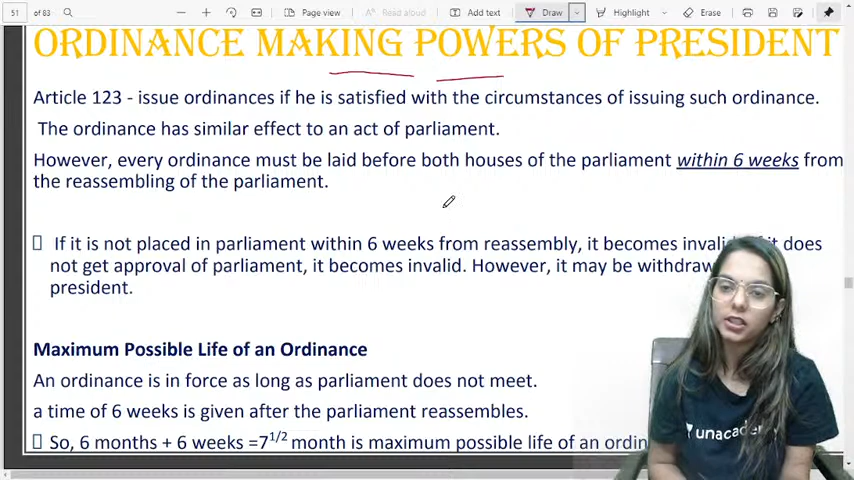 51 of 83
Page view
Read aloud
Add text
Draw
Highlight
Erase
ORDINANCE MAKING POWERS OF PRESIDENT
Article 123 - issue ordinances if he is satisfied with the circumstances of issuing such ordinance.
The ordinance has similar effect to an act of parliament.
However, every ordinance must be laid before both houses of the parliament within 6 weeks from
the reassembling of the parliament.
If it is not placed in parliament within 6 weeks from reassembly, it becomes invalid. it does
not get approval of parliament, it becomes invalid. However, it may be
president.
Maximum Possible Life of an Ordinance
An ordinance is in force as long as parliament does not meet.
a time of 6 weeks is given after the parliament reassembles.
So, 6 months + 6 weeks =7 1/2 month is maximum possible life of an
unacademy